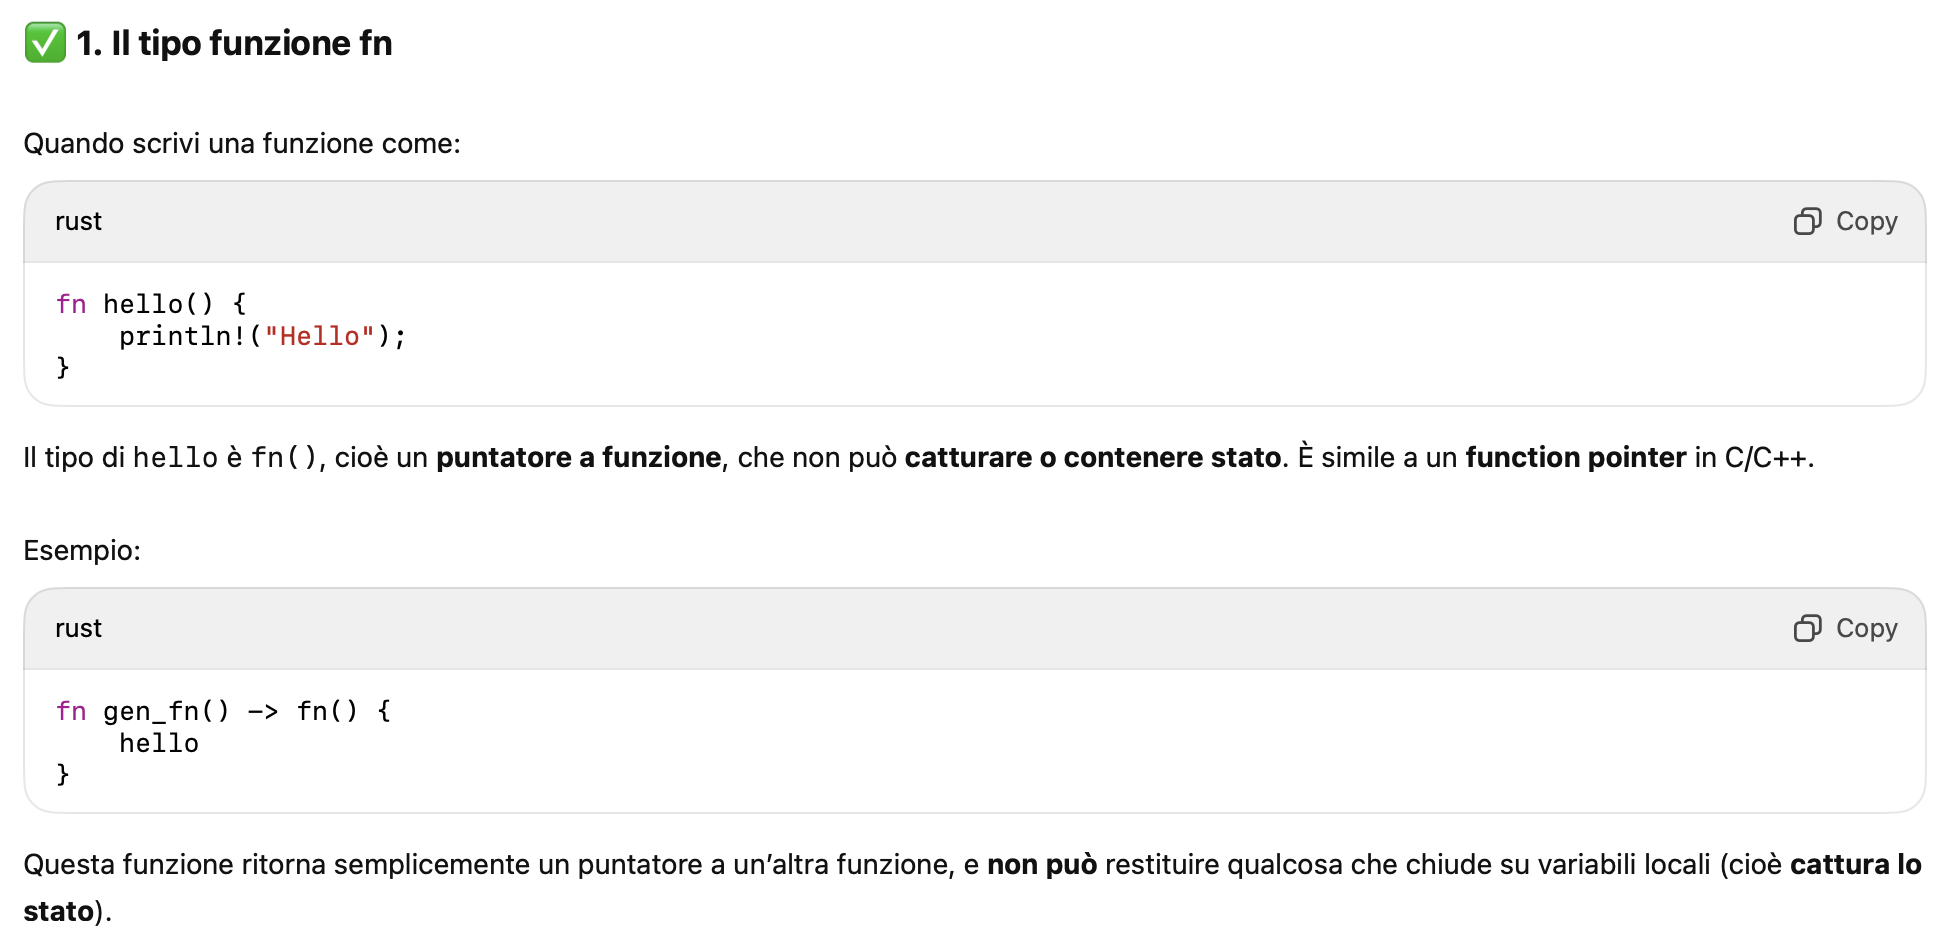 ✅ 1. Il tipo funzione fn
Quando scrivi una funzione come:
rust
Copy
fn hello() {
    println!("Hello");
}
Il tipo di hello è fn(), cioè un puntatore a funzione, che non può catturare o contenere stato. È simile a un function pointer in C/C++.
Esempio:
rust
Copy
fn gen_fn() -> fn() {
    hello
}
Questa funzione ritorna semplicemente un puntatore a un’altra funzione, e non può restituire qualcosa che chiude su variabili locali (cioè cattura lo
stato).